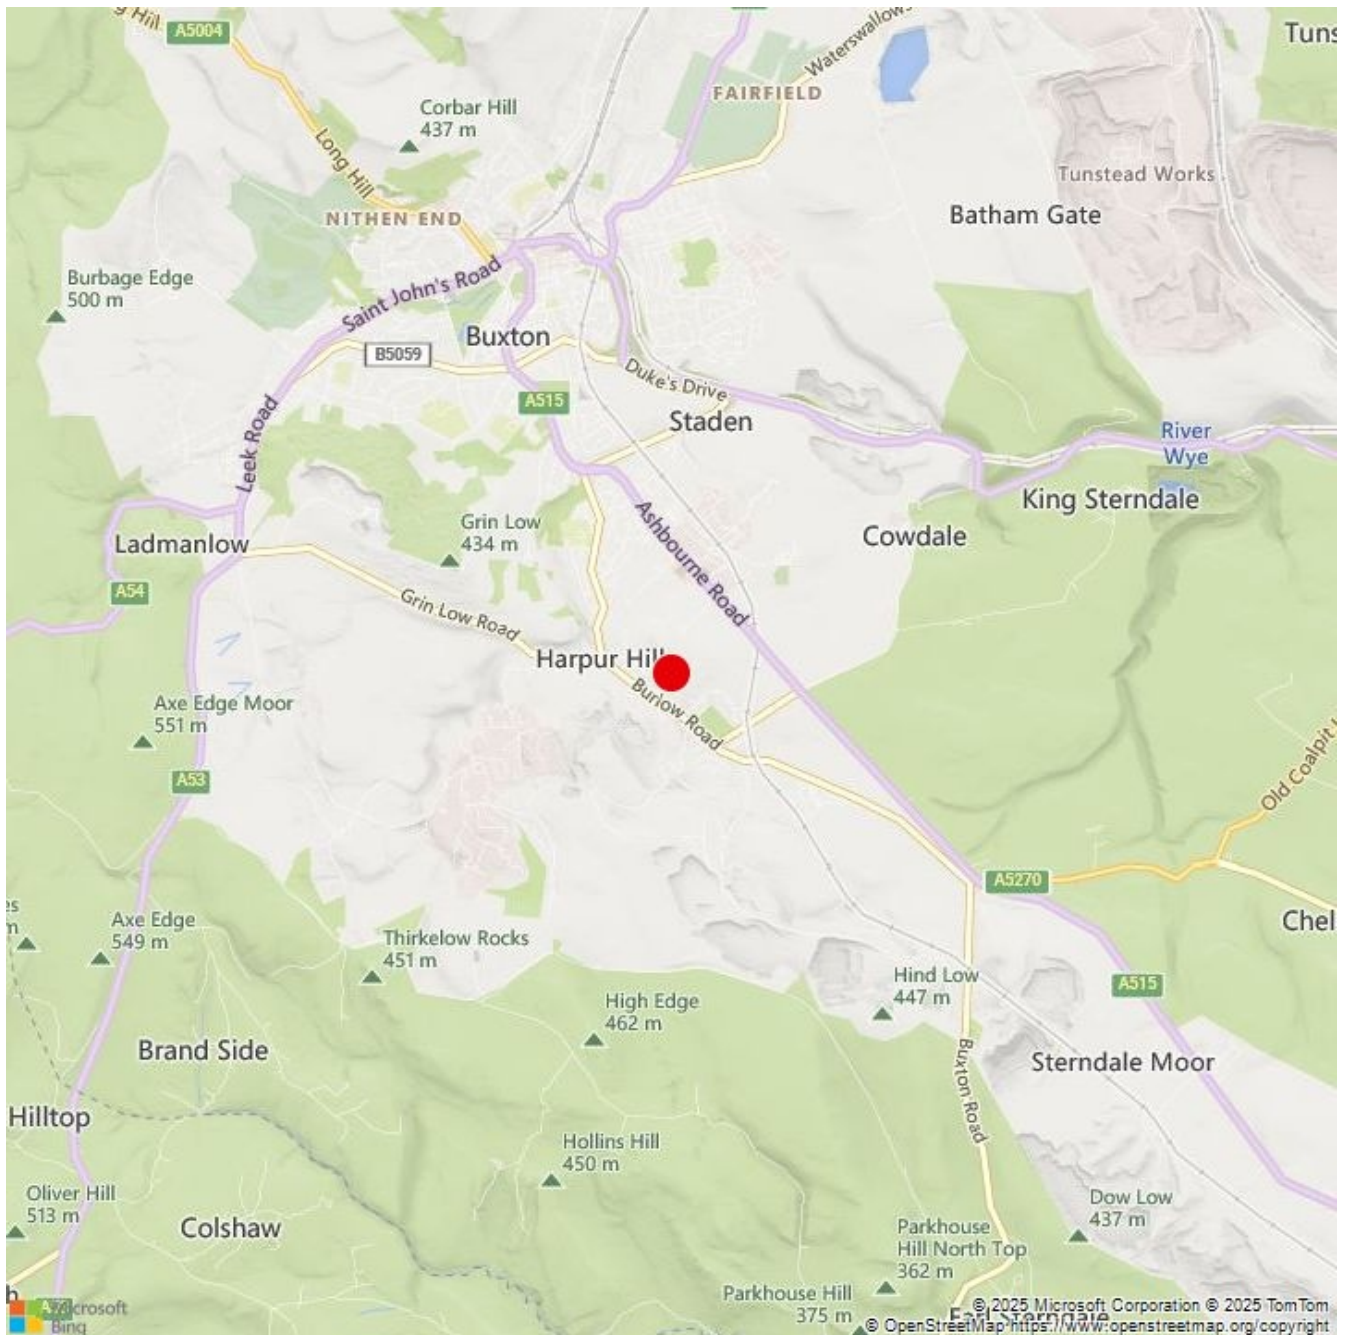 g Hill
A5004
Waterswallows
Tuns
FAIRFIELD
Corbar Hill
437 m
Long Hill
Tunstead Works
NITHEN END
Batham Gate
Burbage Edge
500 m
Saint John's Road
Buxton
B5059
Duke's Drive
A515
Staden
Leek Road
River
Wye
King Sterndale
Ashbourne Road
Grin Low
434 m
Cowdale
Ladmanlow
A54
Grin Low Road
Harpur Hill
Burlow Road
Axe Edge Moor
551 m
Old Coalpit L
A53
A5270
es
m
Axe Edge
549 m
Chel
Thirkelow Rocks
451 m
Hind Low
447 m
A515
High Edge
462 m
Brand Side
Sterndale Moor
Buxton Road
Hilltop
Hollins Hill
450 m
Oliver Hill
513 m
Dow Low
437 m
Colshaw
Parkhouse
Hill North Top
362 m
Parkhouse Hill
375 m
h
Microsoft
Bing
Earl Sterndale
© 2025 Microsoft Corporation © 2025 TomTom
© OpenStreetMap https://www.openstreetmap.org/copyright